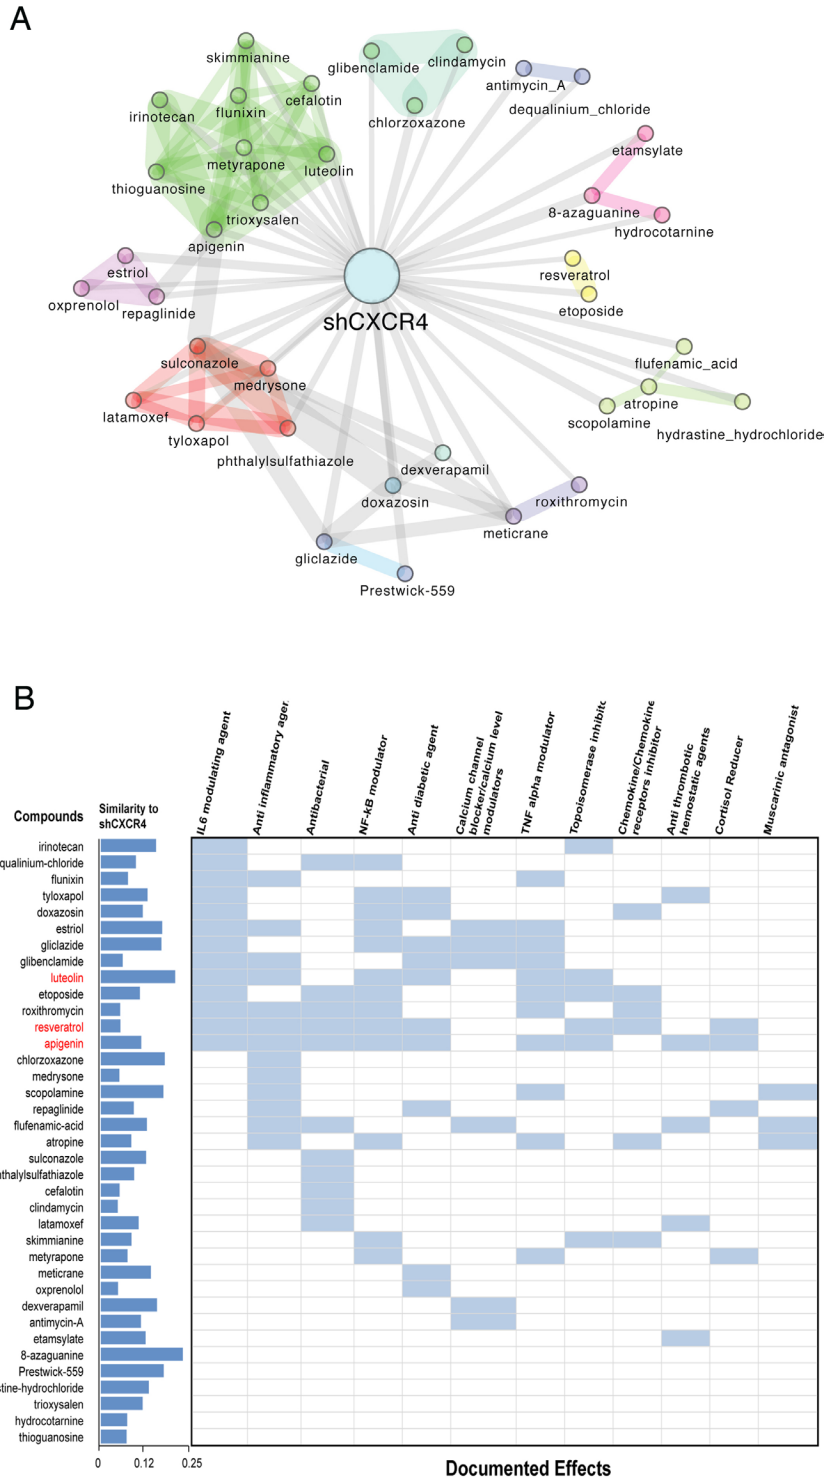 A
skimmianine
glibenclamide
clindamycin
antimycin_A
irinotecan
flunixin
cefalotin
dequalinium_chloride
chlorzoxazone
etamsylate
metyrapone
luteolin
thioguanosine
8-azaguanine
trioxysalen
hydrocotarnine
apigenin
estriol
resveratrol
oxprenolol
repaglinide
etoposide
shCXCR4
sulconazole
flufenamic_acid
medrysone
atropine
latamoxef
scopolamine
tyloxapol
hydrastine_hydrochloride
phthalylsulfathiazole
dexverapamil
doxazosin
roxithromycin
meticrane
gliclazide
Prestwick-559
B
Compounds
Similarity to
shCXCR4
IL6 modulating agent
Anti inflammatory agen
Antibacterial
NF-kB modulator
Anti diabetic agent
Calcium channel
blocker/calcium level
modulators
TNF alpha modulator
Topoisomerase inhibito
Chemokine/Chemokine
receptors inhibitor
Anti thrombotic
hemostatic agents
Cortisol Reducer
Muscarinic antagonist
irinotecan
qualinium-chloride
flunixin
tyloxapol
doxazosin
estriol
gliclazide
glibenclamide
luteolin
etoposide
roxithromycin
resveratrol
apigenin
chlorzoxazone
medrysone
scopolamine
repaglinide
flufenamic-acid
atropine
sulconazole
hthalylsulfathiazole
cefalotin
clindamycin
latamoxef
skimmianine
metyrapone
meticrane
oxprenolol
dexverapamil
antimycin-A
etamsylate
8-azaguanine
Prestwick-559
stine-hydrochloride
trioxysalen
hydrocotarnine
thioguanosine
0 0.12 0.25
Documented Effects